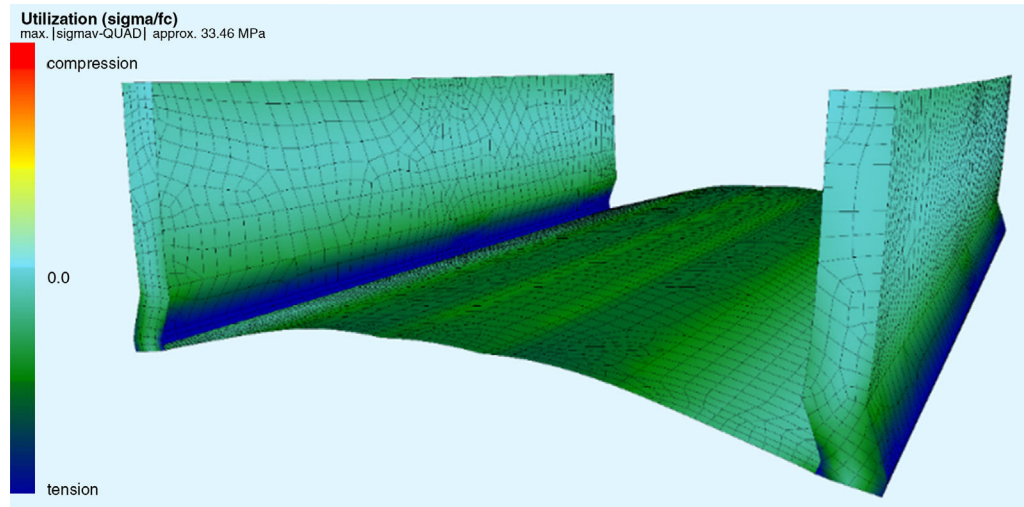 Utilization (sigma/fc)
max. |sigmav-QUAD| approx. 33.46 MPa
compression
0.0
tension